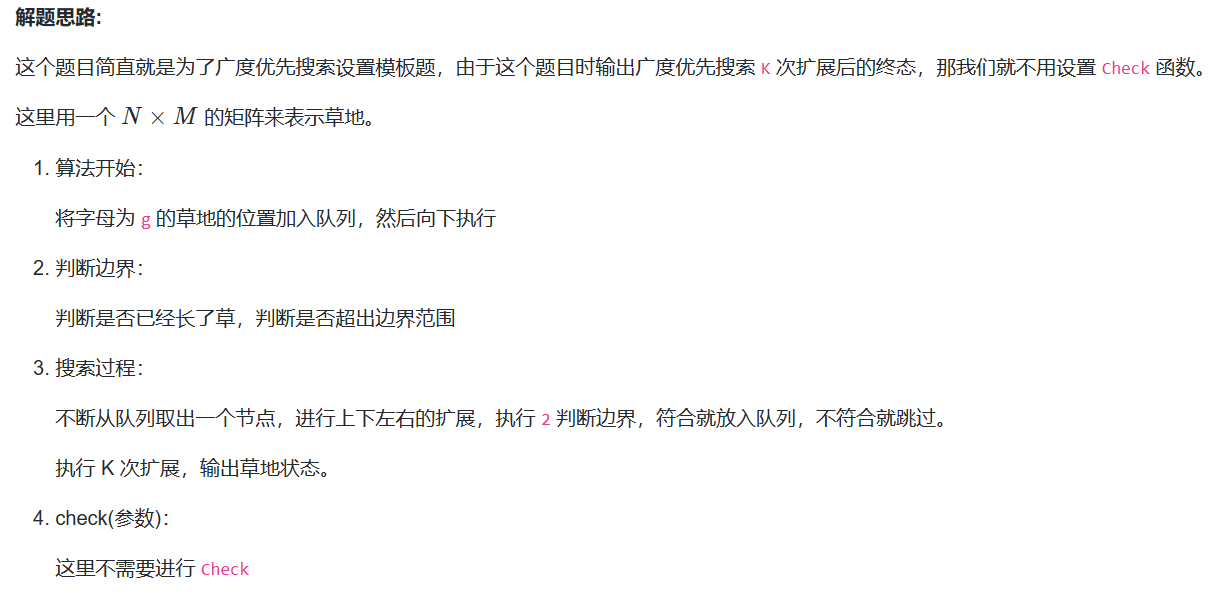 解题思路:
这个题目简直就是为了广度优先搜索设置模板题，由于这个题目时输出广度优先搜索 K 次扩展后的终态，那我们就不用设置 Check 函数。
这里用一个 N × M 的矩阵来表示草地。
1. 算法开始：
将字母为 g 的草地的位置加入队列，然后向下执行
2. 判断边界：
判断是否已经长了草，判断是否超出边界范围
3. 搜索过程：
不断从队列取出一个节点，进行上下左右的扩展，执行 2 判断边界，符合就放入队列，不符合就跳过。
执行 K 次扩展，输出草地状态。
4. check(参数)：
这里不需要进行 Check